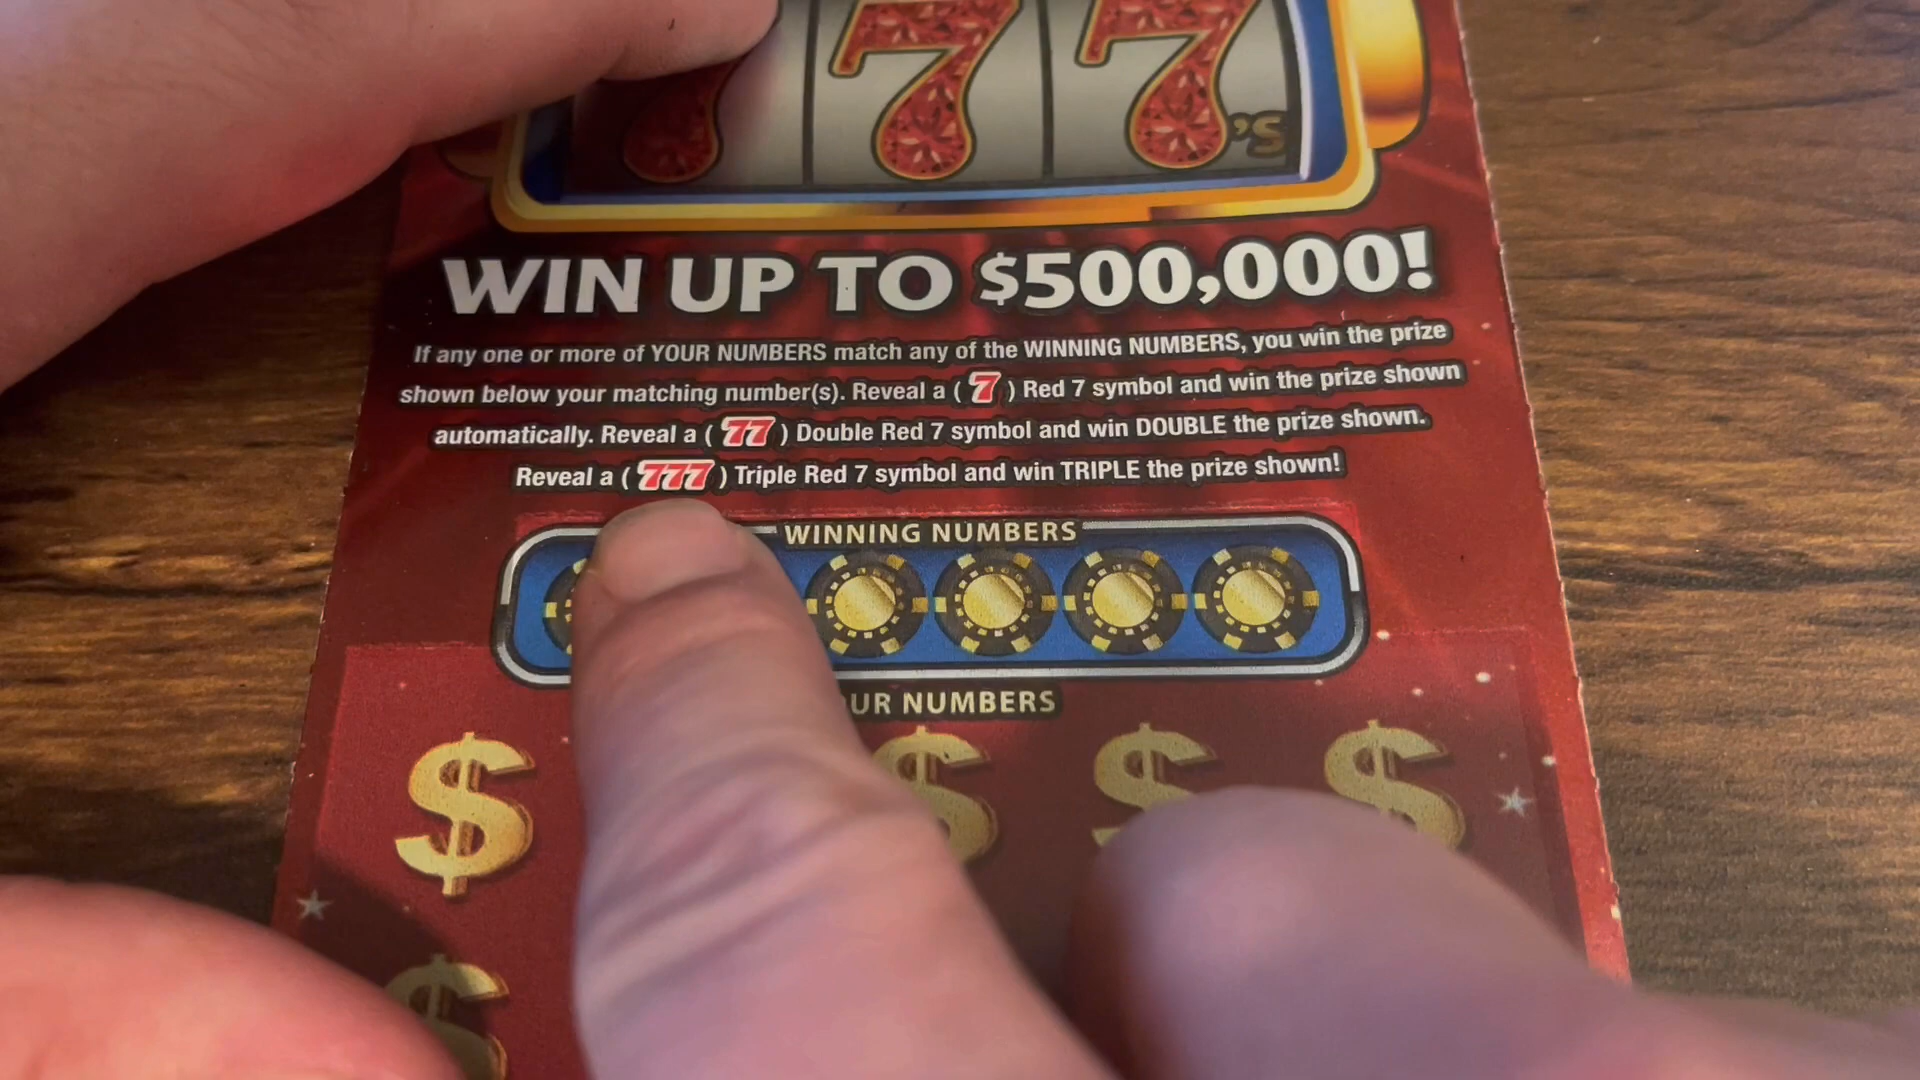 777's
WIN UP TO $500,000!
If any one or more of YOUR NUMBERS match any of the WINNING NUMBERS, you win the prize
shown below your matching number(s). Reveal a ( 7 ) Red 7 symbol and win the prize shown
automatically. Reveal a ( 77 ) Double Red 7 symbol and win DOUBLE the prize shown.
Reveal a ( 777 ) Triple Red 7 symbol and win TRIPLE the prize shown!
WINNING NUMBERS
UR NUMBERS
$ $ $ $
$